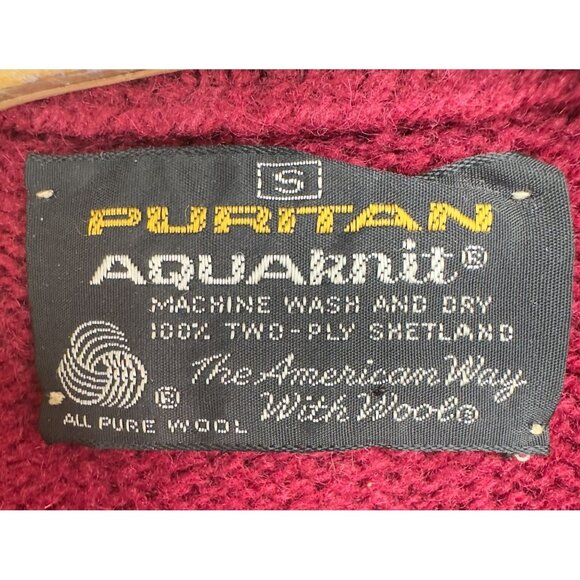 S
PURITAN
AQUAknit®
MACHINE WASH AND DRY
100% TWO-PLY SHETLAND
The American Way
With Wool®
®
ALL PURE WOOL